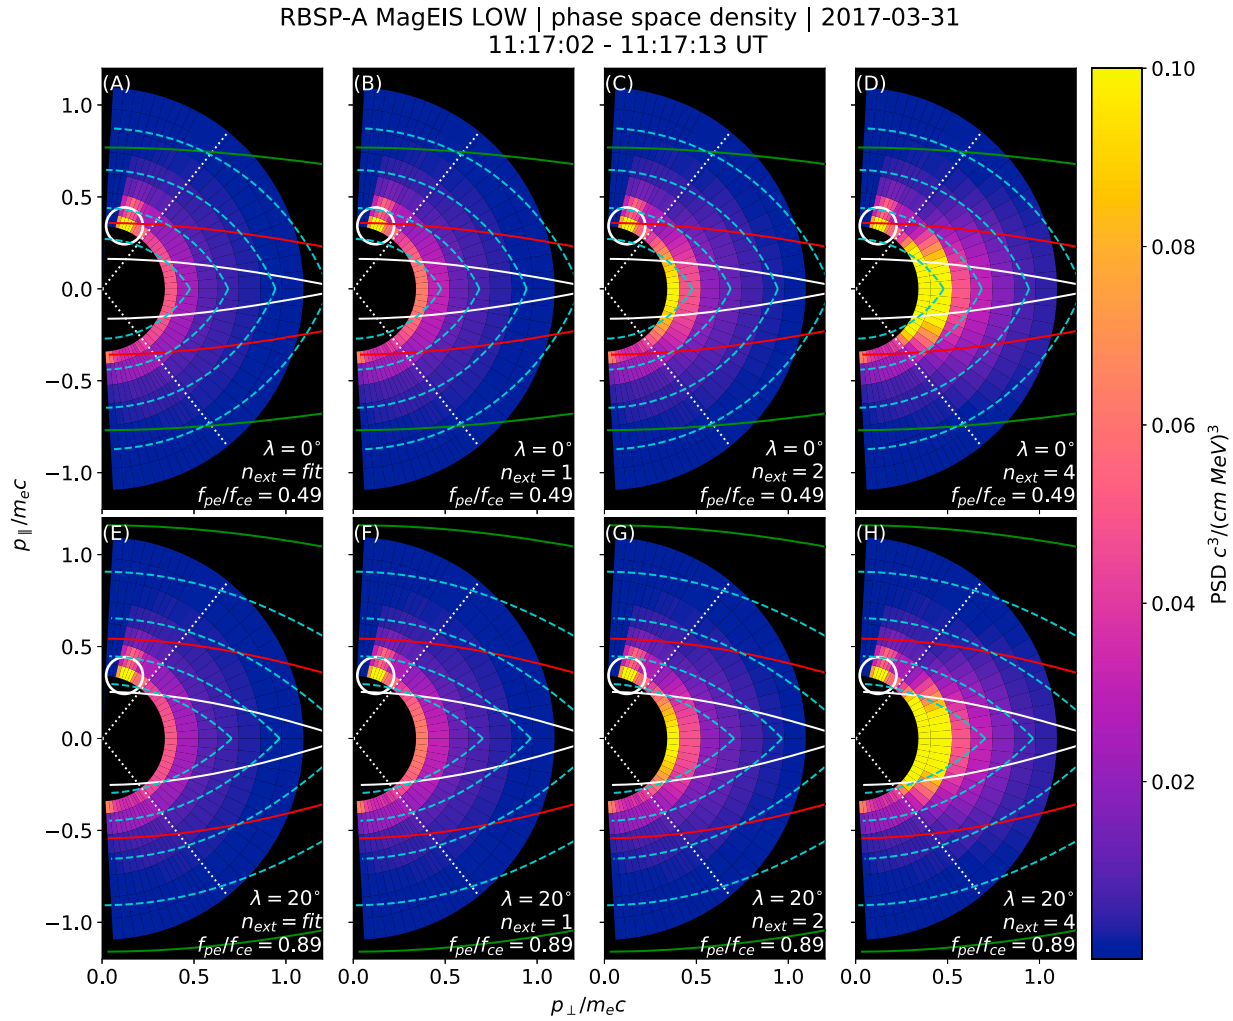 RBSP-A MagEIS LOW | phase space density | 2017-03-31
11:17:02 - 11:17:13 UT
(A) (B) (C) (D)
1.0
0.5
0.0
−0.5
−1.0
λ = 0° λ = 0° λ = 0° λ = 0°
n_ext = fit n_ext = 1 n_ext = 2 n_ext = 4
f_pe/f_ce = 0.49 f_pe/f_ce = 0.49 f_pe/f_ce = 0.49 f_pe/f_ce = 0.49
(E) (F) (G) (H)
1.0
0.5
0.0
−0.5
−1.0
λ = 20° λ = 20° λ = 20° λ = 20°
n_ext = fit n_ext = 1 n_ext = 2 n_ext = 4
f_pe/f_ce = 0.89 f_pe/f_ce = 0.89 f_pe/f_ce = 0.89 f_pe/f_ce = 0.89
0.0 0.5 1.0 0.0 0.5 1.0 0.0 0.5 1.0 0.0 0.5 1.0
p_⊥/m_ec
p_∥/m_ec
0.10
0.08
0.06
0.04
0.02
PSD c³/(cm MeV)³